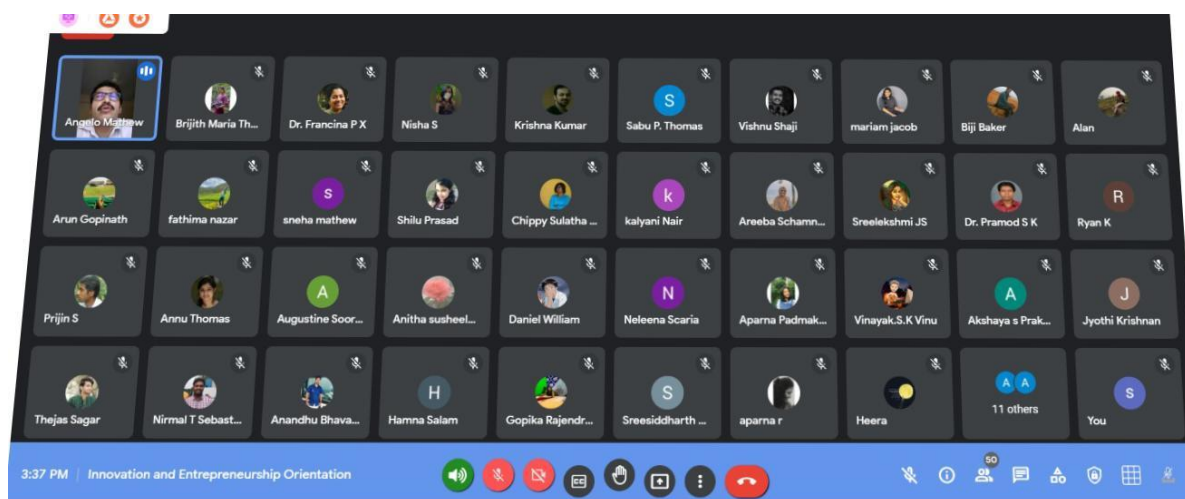 Angelo Mathew
Brijith Maria Th...
Dr. Francina P X
Nisha S
Krishna Kumar
S
Sabu P. Thomas
Vishnu Shaji
mariam jacob
Biji Baker
Alan
Arun Gopinath
fathima nazar
s
sneha mathew
Shilu Prasad
Chippy Sulatha ...
k
kalyani Nair
Areeba Schamn...
Sreelekshmi JS
Dr. Pramod S K
R
Ryan K
Prijin S
Annu Thomas
A
Augustine Soor...
Anitha susheel...
Daniel William
N
Neleena Scaria
Aparna Padmak...
Vinayak.S.K Vinu
A
Akshaya s Prak...
J
Jyothi Krishnan
Thejas Sagar
Nirmal T Sebast...
Anandhu Bhava...
H
Hamna Salam
Gopika Rajendr...
S
Sreesiddharth ...
aparna r
Heera
A A
11 others
s
You
3:37 PM | Innovation and Entrepreneurship Orientation
CC
50